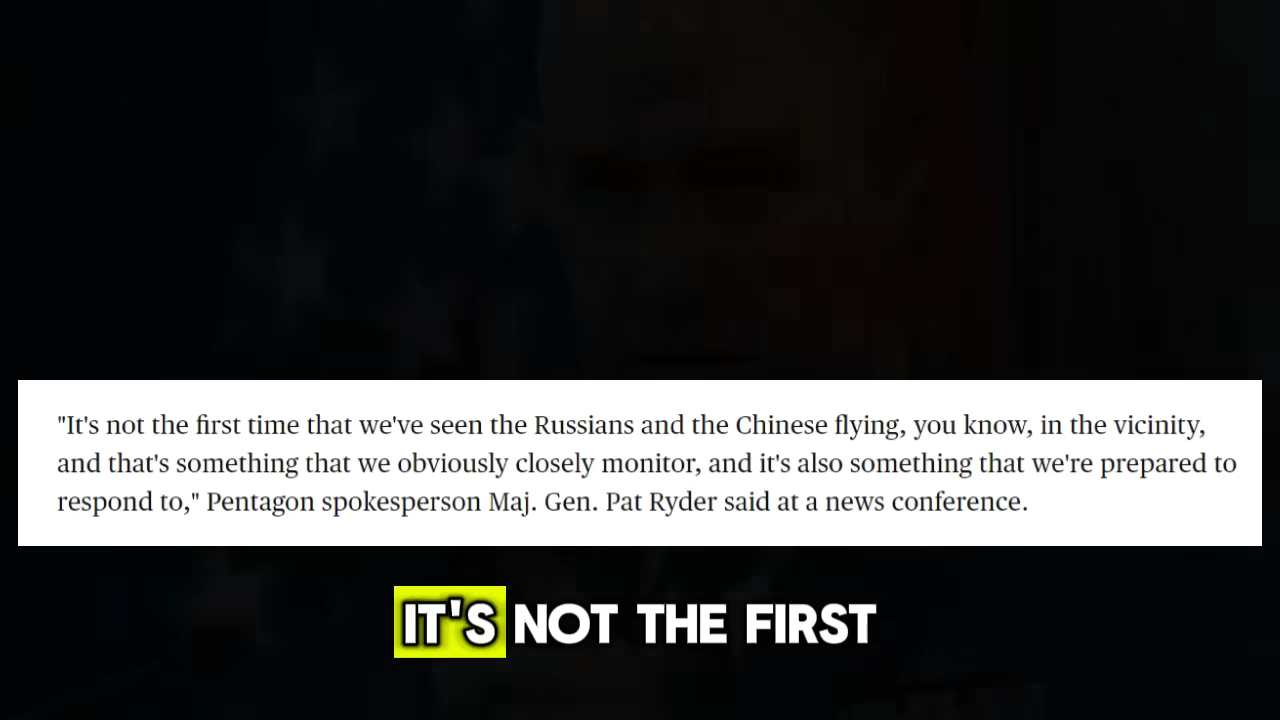 "It's not the first time that we've seen the Russians and the Chinese flying, you know, in the vicinity,
and that's something that we obviously closely monitor, and it's also something that we're prepared to
respond to," Pentagon spokesperson Maj. Gen. Pat Ryder said at a news conference.
IT'S NOT THE FIRST